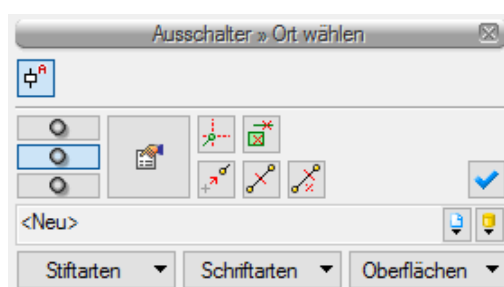 Ausschalter » Ort wählen
A
<Neu>
Stiftarten Schriftarten Oberflächen